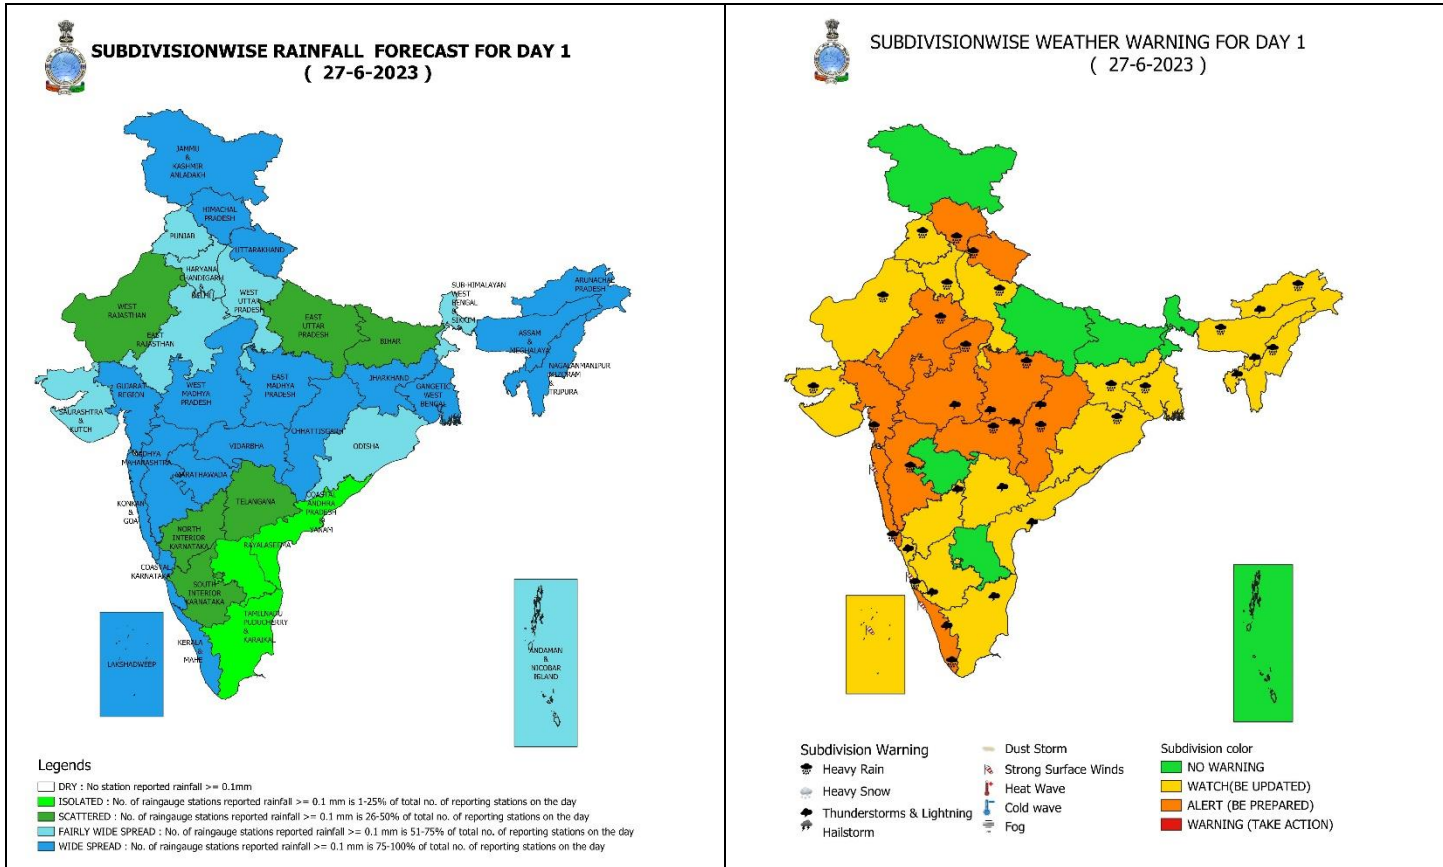 SUBDIVISIONWISE RAINFALL FORECAST FOR DAY 1
( 27-6-2023 )
JAMMU
&
KASHMIR
ANLADAKH
HIMACHAL
PRADESH
PUNJAB
UTTARAKHAND
HARYANA
CHANDIGARH
&
DELHI
WEST
UTTAR
PRADESH
WEST
RAJASTHAN
EAST
RAJASTHAN
EAST
UTTAR
PRADESH
BIHAR
SUB-HIMALAYAN
WEST
BENGAL
&
SIKKIM
ARUNACHAL
PRADESH
ASSAM
&
MEGHALAYA
NAGALANMANIPUR
MIZORAM
&
TRIPURA
GUJARAT
REGION
WEST
MADHYA
PRADESH
EAST
MADHYA
PRADESH
JHARKHAND
GANGETIC
WEST
BENGAL
SAURASHTRA
&
KUTCH
CHHATTISGARH
VIDARBHA
ODISHA
MADHYA
MAHARASHTRA
MARATHAWADA
KONKAN
&
GOA
TELANGANA
COASTAL
ANDHRA
PRADESH
&
YANAM
NORTH
INTERIOR
KARNATAKA
RAYALASEEMA
COASTAL
KARNATAKA
SOUTH
INTERIOR
KARNATAKA
TAMILNADU
PUDUCHERRY
&
KARAIKAL
KERALA
&
MAHE
LAKSHADWEEP
ANDAMAN
&
NICOBAR
ISLAND
Legends
DRY : No station reported rainfall >= 0.1mm
ISOLATED : No. of raingauge stations reported rainfall >= 0.1 mm is 1-25% of total no. of reporting stations on the day
SCATTERED : No. of raingauge stations reported rainfall >= 0.1 mm is 26-50% of total no. of reporting stations on the day
FAIRLY WIDE SPREAD : No. of raingauge stations reported rainfall >= 0.1 mm is 51-75% of total no. of reporting stations on the day
WIDE SPREAD : No. of raingauge stations reported rainfall >= 0.1 mm is 75-100% of total no. of reporting stations on the day
SUBDIVISIONWISE WEATHER WARNING FOR DAY 1
( 27-6-2023 )
Subdivision Warning
Heavy Rain
Heavy Snow
Thunderstorms & Lightning
Hailstorm
Dust Storm
Strong Surface Winds
Heat Wave
Cold wave
Fog
Subdivision color
NO WARNING
WATCH(BE UPDATED)
ALERT (BE PREPARED)
WARNING (TAKE ACTION)